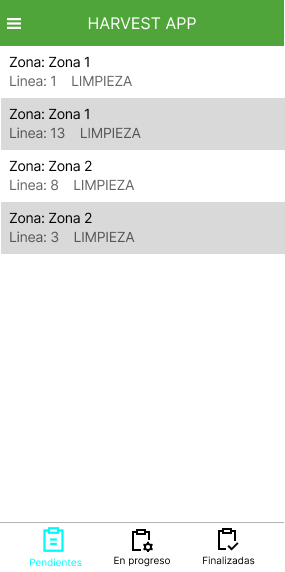 HARVEST APP
Zona: Zona 1
Linea: 1 LIMPIEZA
Zona: Zona 1
Linea: 13 LIMPIEZA
Zona: Zona 2
Linea: 8 LIMPIEZA
Zona: Zona 2
Linea: 3 LIMPIEZA
Pendientes En progreso Finalizadas